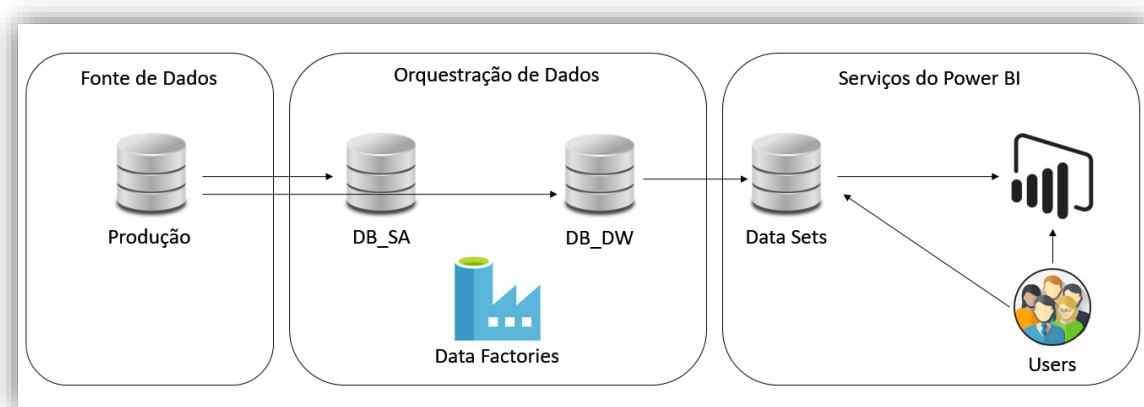 Fonte de Dados
Orquestração de Dados
Serviços do Power BI
Produção
DB_SA
DB_DW
Data Sets
Data Factories
Users